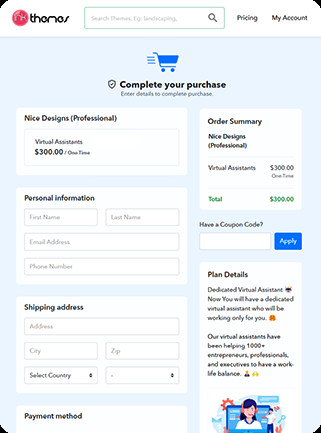 themes
Search Themes. Eg: landscaping,
Pricing
My Account
Complete your purchase
Enter details to complete purchase.
Nice Designs (Professional)
Virtual Assistants
$300.00 / One-Time
Personal information
First Name
Last Name
Email Address
Phone Number
Shipping address
Address
City
Zip
Select Country
-
Payment method
Order Summary
Nice Designs
(Professional)
Virtual Assistants
$300.00
One-Time
Total
$300.00
Have a Coupon Code?
Apply
Plan Details
Dedicated Virtual Assistant
Now You will have a dedicated
virtual assistant who will be
working only for you. 🤗
Our virtual assistants have
been helping 1000+
entrepreneurs, professionals,
and executives to have a work-
life balance.